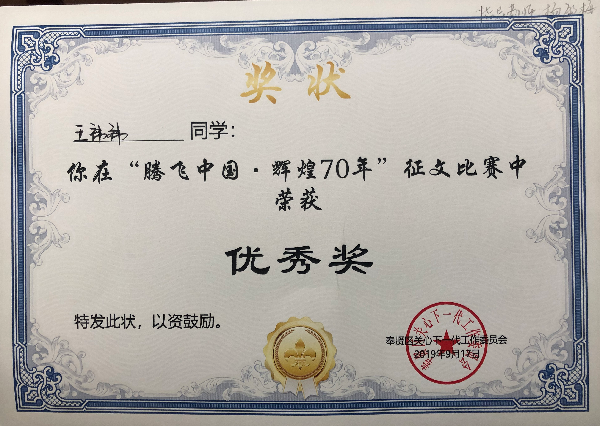 奖状
王祎祎 同学：
你在“腾飞中国·辉煌70年”征文比赛中
荣获
优秀奖
特发此状，以资鼓励。
奉贤区关心下一代工作委员会
2019年9月17日